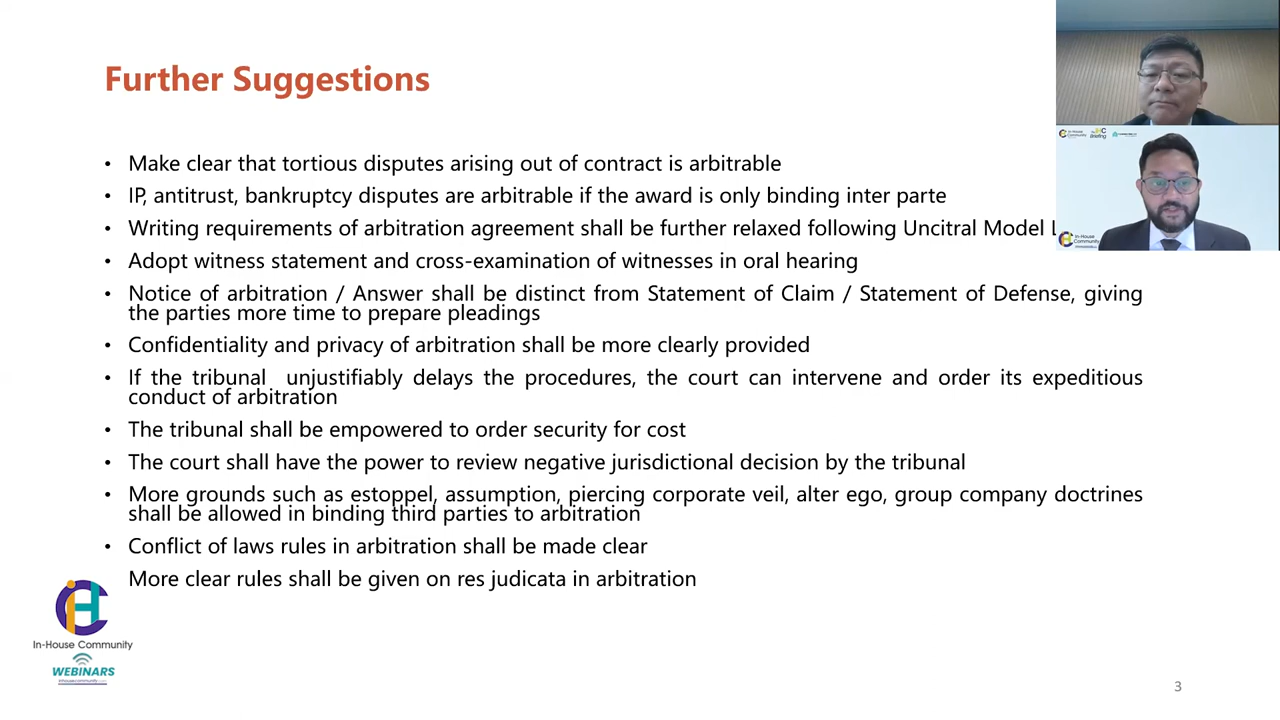 Further Suggestions
• Make clear that tortious disputes arising out of contract is arbitrable
• IP, antitrust, bankruptcy disputes are arbitrable if the award is only binding inter parte
• Writing requirements of arbitration agreement shall be further relaxed following Uncitral Model
• Adopt witness statement and cross-examination of witnesses in oral hearing
• Notice of arbitration / Answer shall be distinct from Statement of Claim / Statement of Defense, giving
the parties more time to prepare pleadings
• Confidentiality and privacy of arbitration shall be more clearly provided
• If the tribunal unjustifiably delays the procedures, the court can intervene and order its expeditious
conduct of arbitration
• The tribunal shall be empowered to order security for cost
• The court shall have the power to review negative jurisdictional decision by the tribunal
• More grounds such as estoppel, assumption, piercing corporate veil, alter ego, group company doctrines
shall be allowed in binding third parties to arbitration
• Conflict of laws rules in arbitration shall be made clear
More clear rules shall be given on res judicata in arbitration
In-House Community
WEBINARS
inhousecommunity.com
3
In-House
Community
Briefing
In-House
Community